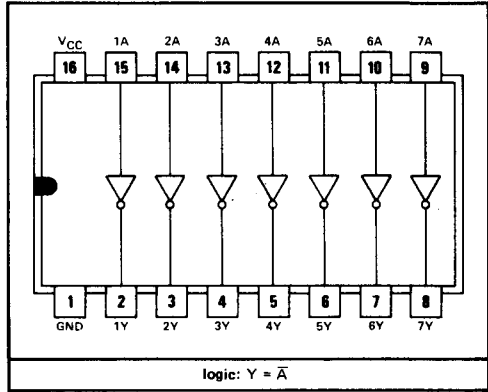 VCC 1A 2A 3A 4A 5A 6A 7A
16 15 14 13 12 11 10 9
1 2 3 4 5 6 7 8
GND 1Y 2Y 3Y 4Y 5Y 6Y 7Y
logic: Y = A̅